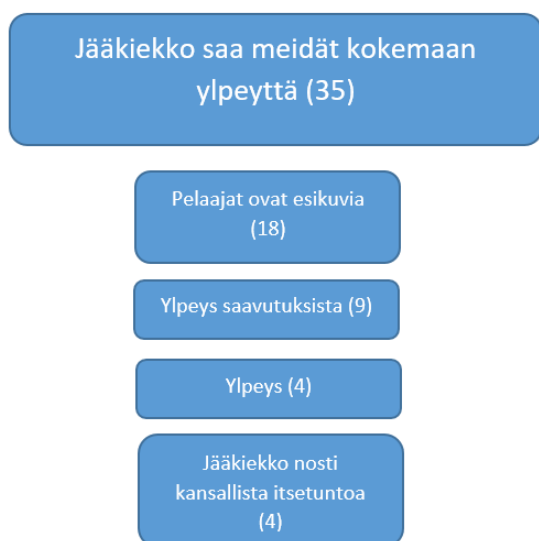 Jääkiekko saa meidät kokemaan
ylpeyttä (35)
Pelaajat ovat esikuvia
(18)
Ylpeys saavutuksista (9)
Ylpeys (4)
Jääkiekko nosti
kansallista itsetuntoa
(4)